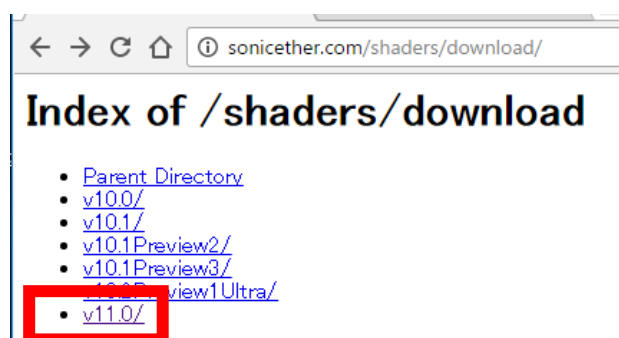 sonicether.com/shaders/download/
Index of /shaders/download
Parent Directory
v10.0/
v10.1/
v10.1Preview2/
v10.1Preview3/
v11.0/